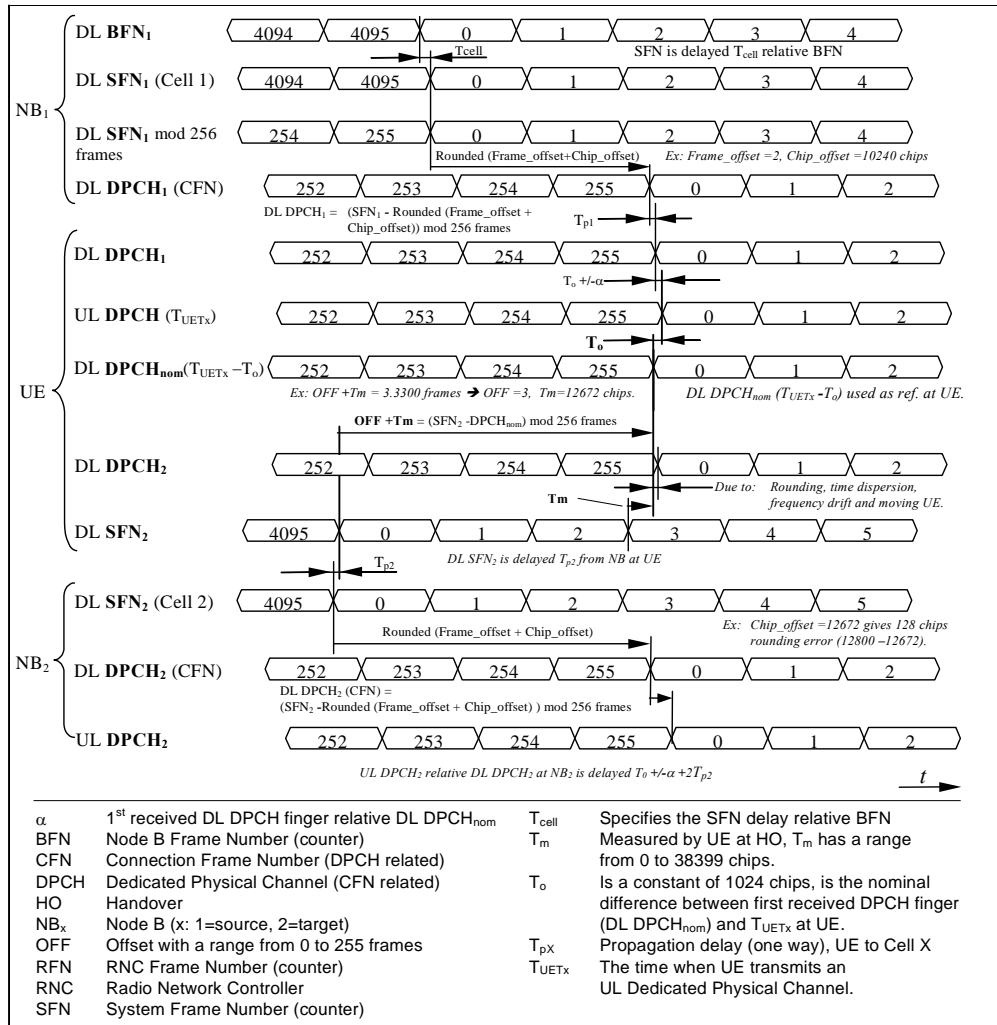 DL BFN1 4094 4095 0 1 2 3 4
Tcell SFN is delayed Tcell relative BFN
DL SFN1 (Cell 1) 4094 4095 0 1 2 3 4
NB1
DL SFN1 mod 256 frames 254 255 0 1 2 3 4
Rounded (Frame_offset+Chip_offset) Ex: Frame_offset =2, Chip_offset =10240 chips
DL DPCH1 (CFN) 252 253 254 255 0 1 2
DL DPCH1 = (SFN1 - Rounded (Frame_offset +
Chip_offset)) mod 256 frames
Tp1
DL DPCH1 252 253 254 255 0 1 2
To +/-α
UL DPCH (TUETx) 252 253 254 255 0 1 2
To
DL DPCHnom(TUETx –To) 252 253 254 255 0 1 2
UE
Ex: OFF +Tm = 3.3300 frames ➔ OFF =3, Tm=12672 chips. DL DPCHnom (TUETx -To) used as ref. at UE.
OFF +Tm = (SFN2 -DPCHnom) mod 256 frames
DL DPCH2 252 253 254 255 0 1 2
Due to: Rounding, time dispersion,
frequency drift and moving UE.
Tm
DL SFN2 4095 0 1 2 3 4 5
DL SFN2 is delayed Tp2 from NB at UE
Tp2
DL SFN2 (Cell 2) 4095 0 1 2 3 4 5
Ex: Chip_offset =12672 gives 128 chips
rounding error (12800 –12672).
Rounded (Frame_offset + Chip_offset)
NB2
DL DPCH2 (CFN) 252 253 254 255 0 1 2
DL DPCH2 (CFN) =
(SFN2 -Rounded (Frame_offset + Chip_offset) ) mod 256 frames
UL DPCH2 252 253 254 255 0 1 2
UL DPCH2 relative DL DPCH2 at NB2 is delayed T0 +/-α +2Tp2
t
α 1st received DL DPCH finger relative DL DPCHnom
BFN Node B Frame Number (counter)
CFN Connection Frame Number (DPCH related)
DPCH Dedicated Physical Channel (CFN related)
HO Handover
NBx Node B (x: 1=source, 2=target)
OFF Offset with a range from 0 to 255 frames
RFN RNC Frame Number (counter)
RNC Radio Network Controller
SFN System Frame Number (counter)
Tcell Specifies the SFN delay relative BFN
Tm Measured by UE at HO, Tm has a range
from 0 to 38399 chips.
To Is a constant of 1024 chips, is the nominal
difference between first received DPCH finger
(DL DPCHnom) and TUETx at UE.
TpX Propagation delay (one way), UE to Cell X
TUETx The time when UE transmits an
UL Dedicated Physical Channel.